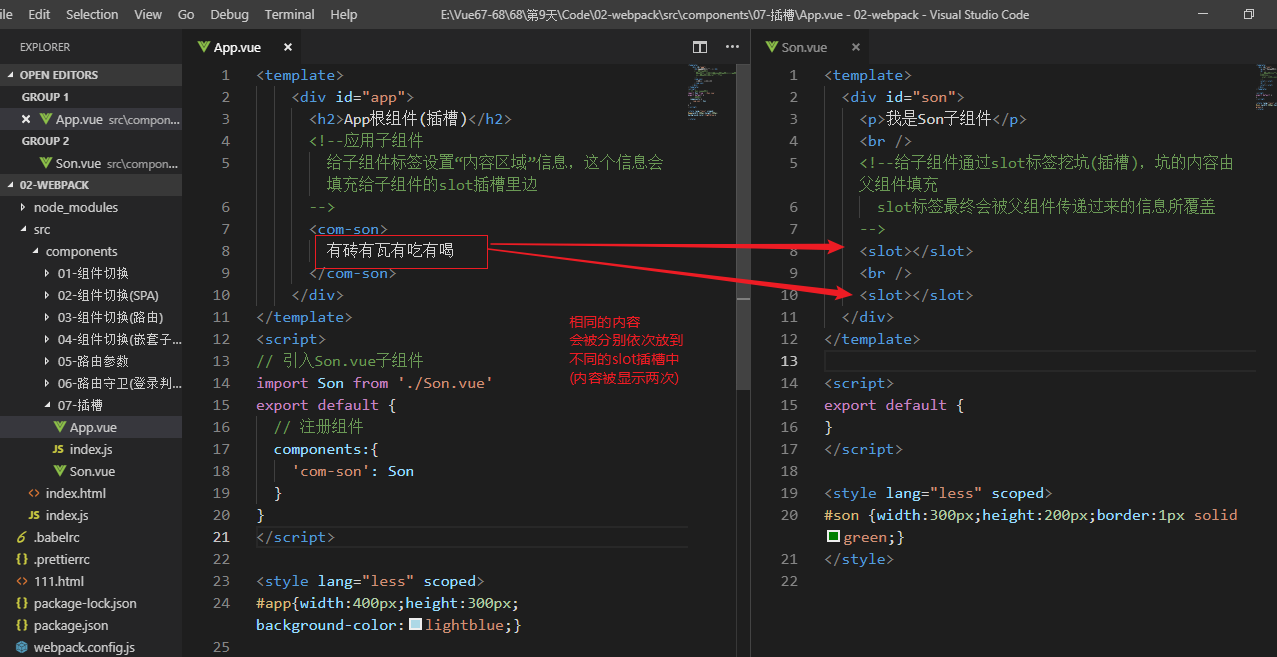 ile Edit Selection View Go Debug Terminal Help E:\Vue67-68\68\第9天\Code\02-webpack\src\components\07-插槽\App.vue - 02-webpack - Visual Studio Code
EXPLORER
OPEN EDITORS
GROUP 1
App.vue src\compon...
GROUP 2
Son.vue src\compon...
02-WEBPACK
node_modules
src
components
01-组件切换
02-组件切换(SPA)
03-组件切换(路由)
04-组件切换(嵌套子...
05-路由参数
06-路由守卫(登录判...
07-插槽
App.vue
JS index.js
Son.vue
<> index.html
JS index.js
.babelrc
{} .prettierrc
<> 111.html
{} package-lock.json
{} package.json
webpack.config.js
App.vue
1 <template>
2 <div id="app">
3 <h2>App根组件(插槽)</h2>
4 <!--应用子组件
5 给子组件标签设置“内容区域”信息，这个信息会
填充给子组件的slot插槽里边
6 -->
7 <com-son>
8 有砖有瓦有吃有喝
9 </com-son>
10 </div>
11 </template>
12 <script>
13 // 引入Son.vue子组件
14 import Son from './Son.vue'
15 export default {
16 // 注册组件
17 components:{
18 'com-son': Son
19 }
20 }
21 </script>
22
23 <style lang="less" scoped>
24 #app{width:400px;height:300px;
background-color:lightblue;}
25
相同的内容
会被分别依次放到
不同的slot插槽中
(内容被显示两次)
Son.vue
1 <template>
2 <div id="son">
3 <p>我是Son子组件</p>
4 <br />
5 <!--给子组件通过slot标签挖坑(插槽)，坑的内容由
父组件填充
6 slot标签最终会被父组件传递过来的信息所覆盖
7 -->
8 <slot></slot>
9 <br />
10 <slot></slot>
11 </div>
12 </template>
13
14 <script>
15 export default {
16 }
17 </script>
18
19 <style lang="less" scoped>
20 #son {width:300px;height:200px;border:1px solid
green;}
21 </style>
22